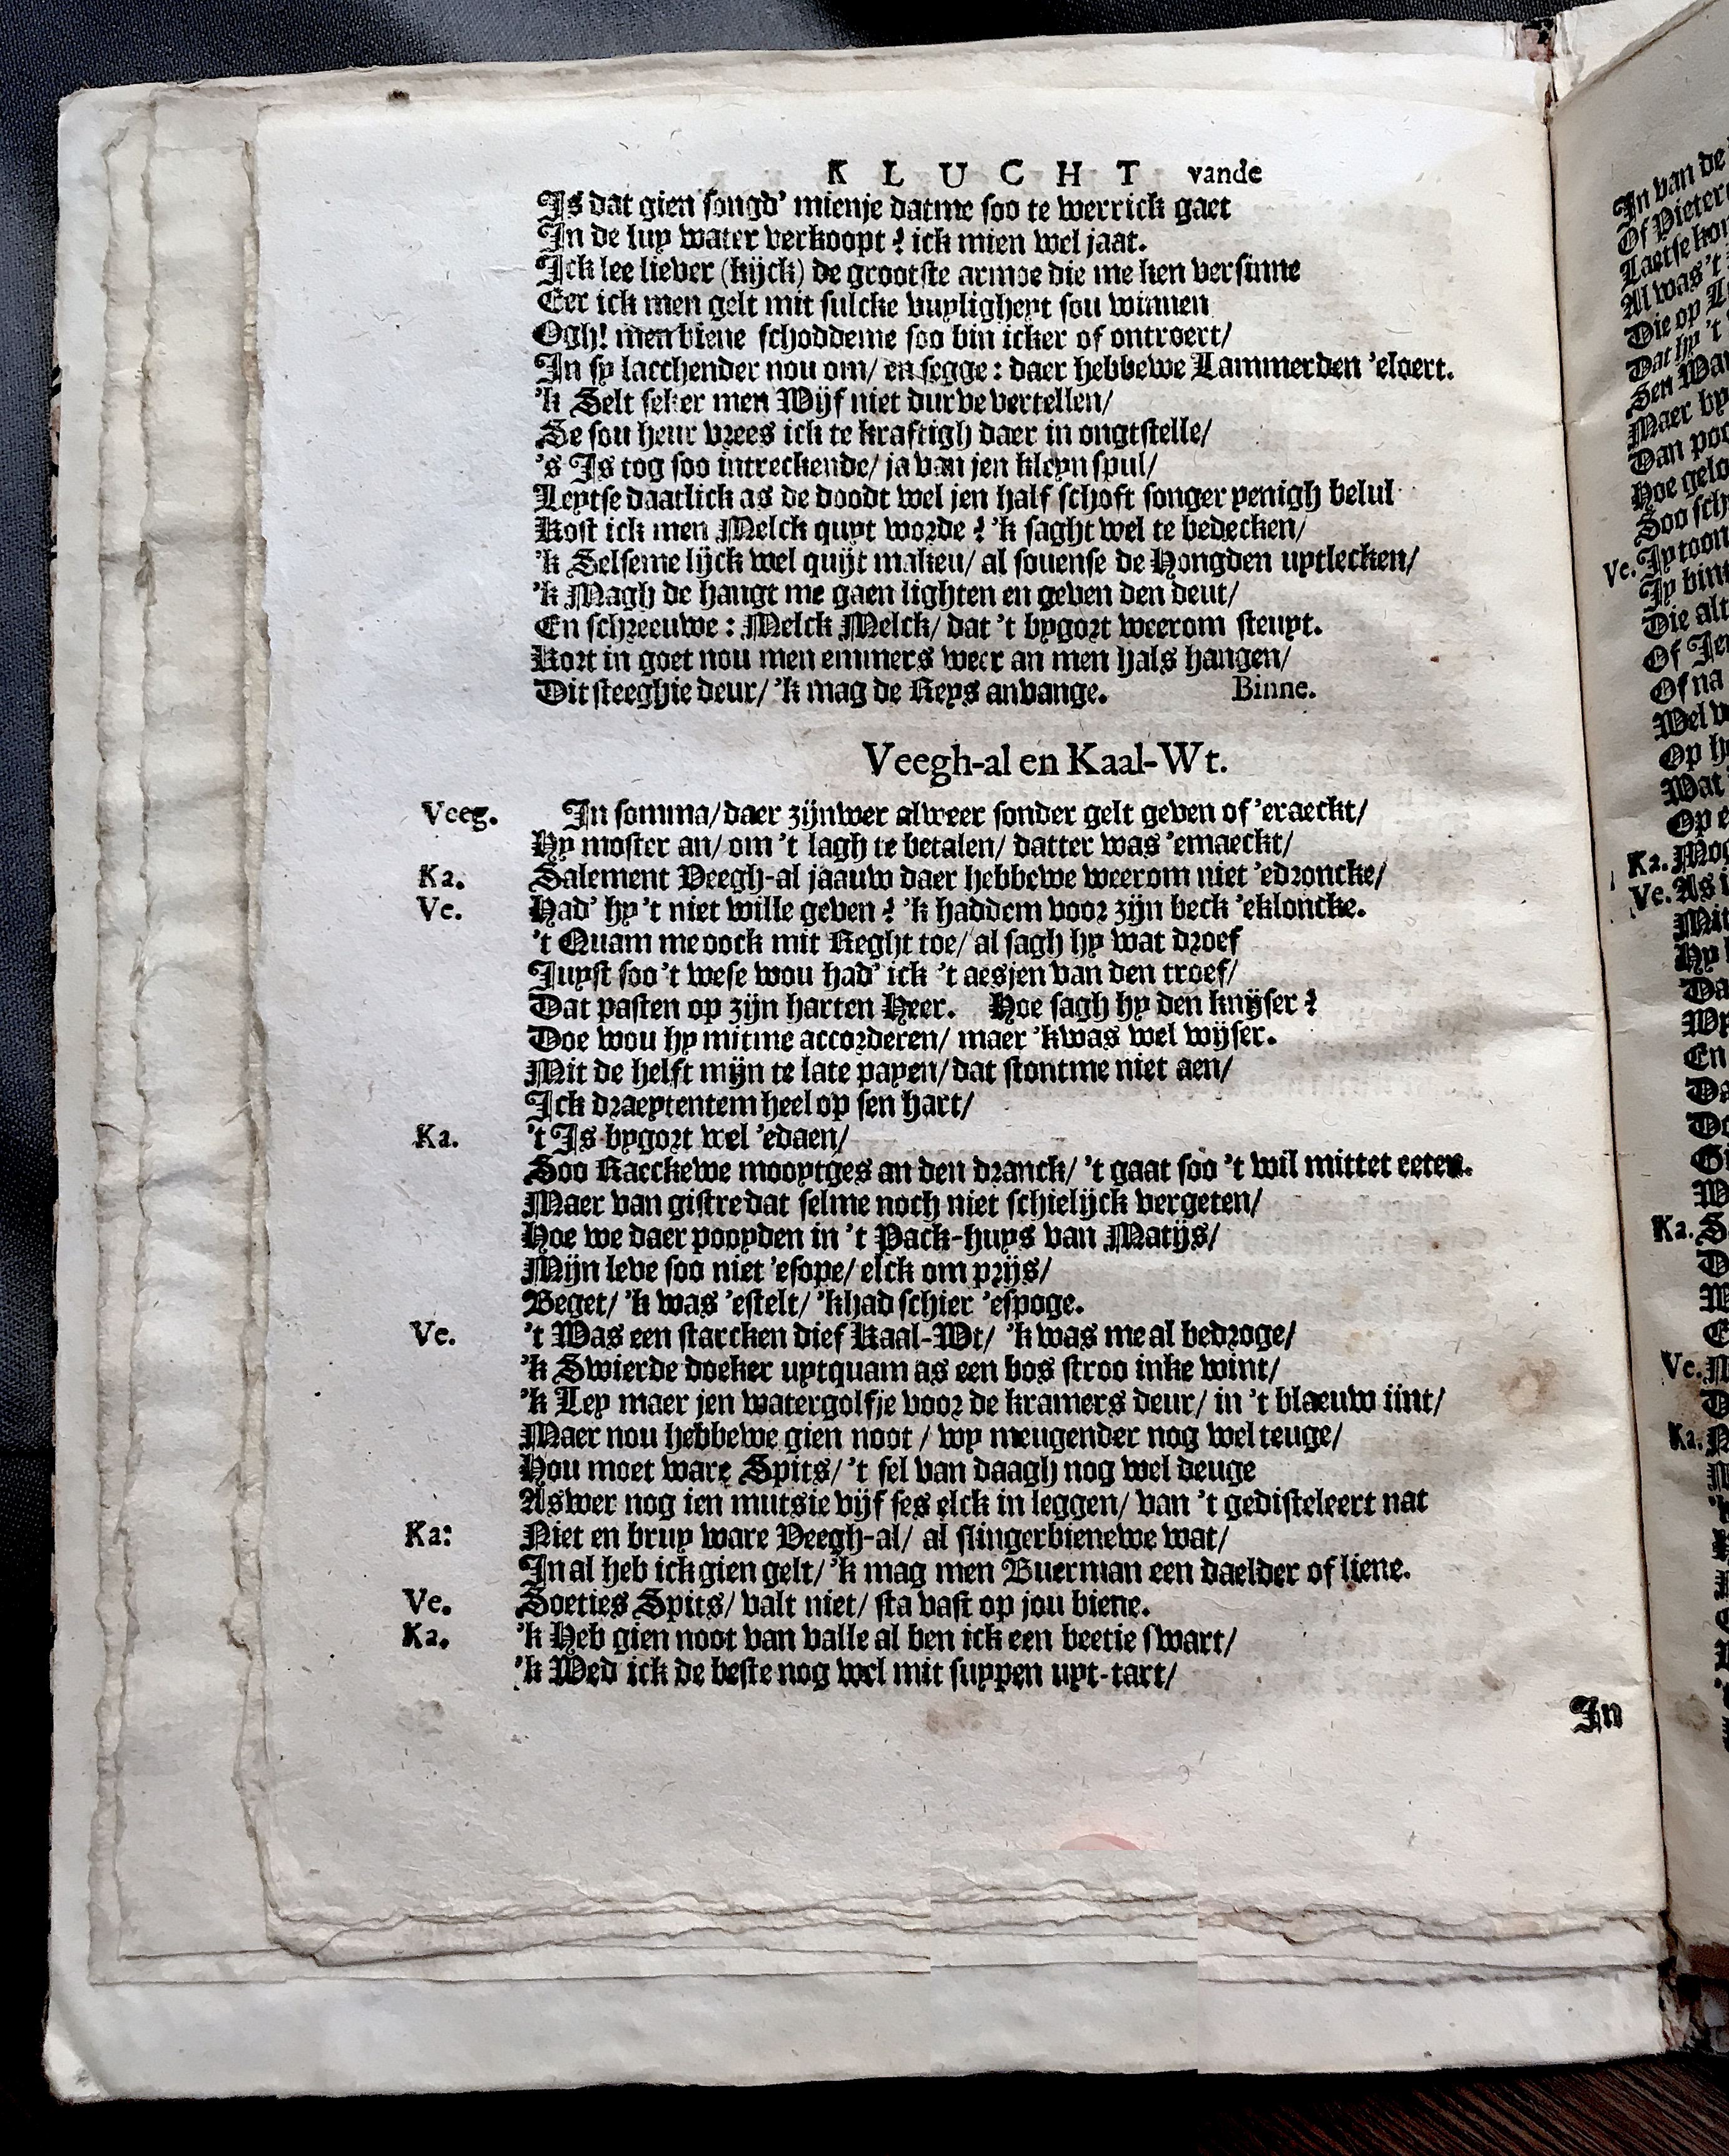 KLUCHT vande
Is dat gien songd' mienje datme soo te werrick gaet
In de luy water verkoopt? ick mien wel jaat.
Ick lee liever (kijck) de grootste armoe die me ken versinne
Eer ick men gelt mit sulcke vuyligheyt sou winnen
Ogh! men biene schoddeme soo bin icker of ontroert/
In sy lacchender nou om/ en segge: daer hebbewe Lammerden 'eloert.
'k Selt seker men Wijf niet durve vertellen/
Se sou heur vrees ick te kraftigh daer in ongtstelle/
's Is tog soo intreckende/ ja van jen kleyn spul/
Leytse daatlick as de doodt wel jen half schoft songer yenigh belul
Kost ick men Melck quyt worde? 'k saght wel te bedecken/
'k Selseme lijck wel quijt maken/ al souense de Hongden uytlecken/
'k Magh de hangt me gaen lighten en geven den deut/
En schreeuwe: Melck Melck/ dat 't bygort weerom steuyt.
Kort in goet nou men emmers weer an men hals hangen/
Dit steeghie deur/ 'k mag de Reys anvange. Binne.
Veegh-al en Kaal-Wt.
Veeg. In somma/ daer zijnwer alweer sonder gelt geven of 'eraeckt/
Hy moster an/ om 't lagh te betalen/ datter was 'emaeckt/
Ka. Salement Veegh-al jaauw daer hebbewe weerom niet 'edroncke/
Ve. Had' hy 't niet wille geven? 'k haddem voor zijn beck 'ekloncke.
't Quam me oock mit Reght toe/ al sagh hy wat droef
Juyst soo 't wese wou had' ick 't aesjen van den troef/
Dat pasten op zijn harten Heer. Hoe sagh hy den knijser?
Doe wou hy mitme accorderen/ maer 'kwas wel wijser.
Mit de helft mijn te late payen/ dat stontme niet aen/
Ick draeytentem heel op sen hart/
Ka. 't Is bygort wel 'edaen/
Soo Raeckewe mooytges an den dranck/ 't gaat soo 't wil mittet eeten.
Maer van gistre dat selme noch niet schielijck vergeten/
Hoe we daer pooyden in 't Pack-huys van Matijs/
Mijn leve soo niet 'esope/ elck om prijs/
Beget/ 'k was 'estelt/ 'khad schier 'espoge.
Ve. 't Was een starcken dief Kaal-Wt/ 'k was me al bedroge/
'k Swierde doeker uytquam as een bos stroo inke wint/
'k Ley maer jen watergolfje voor de kramers deur/ in 't blaeuw iint/
Maer nou hebbewe gien noot/ wy meugender nog wel teuge/
Hou moet ware Spits/ 't sel van daagh nog wel deuge
Aswer nog ien mutsie vijf ses elck in leggen/ van 't gedisteleert nat
Ka: Niet en bruy ware Veegh-al/ al slingerbienewe wat/
In al heb ick gien gelt/ 'k mag men Buerman een daelder of liene.
Ve. Soeties Spits/ valt niet/ sta vast op jou biene.
Ka. 'k Heb gien noot van valle al ben ick een beetie swart/
'k Wed ick de beste nog wel mit suypen uyt-tart/
In